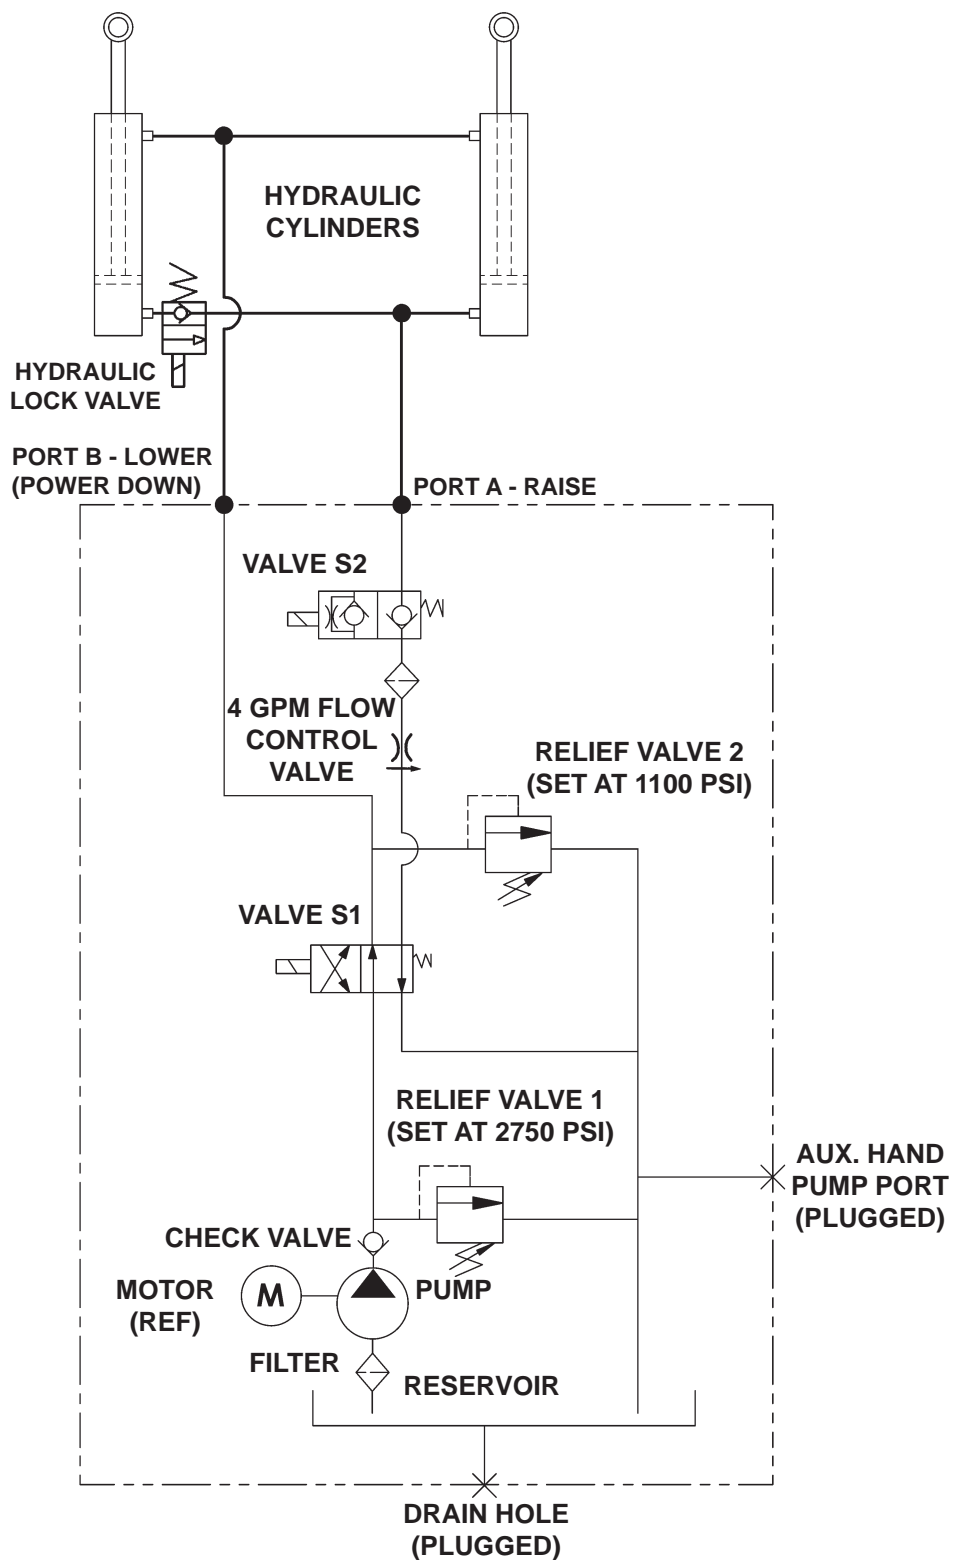 HYDRAULIC
CYLINDERS
HYDRAULIC
LOCK VALVE
PORT B - LOWER
(POWER DOWN)
PORT A - RAISE
VALVE S2
4 GPM FLOW
CONTROL
VALVE
RELIEF VALVE 2
(SET AT 1100 PSI)
VALVE S1
RELIEF VALVE 1
(SET AT 2750 PSI)
AUX. HAND
PUMP PORT
(PLUGGED)
CHECK VALVE
MOTOR
(REF)
M
PUMP
FILTER
RESERVOIR
DRAIN HOLE
(PLUGGED)